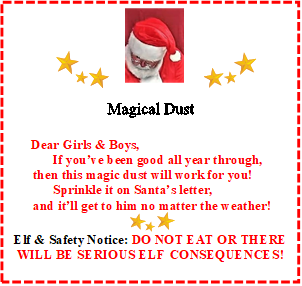 Magical Dust
Dear Girls & Boys,
If you've been good all year through,
then this magic dust will work for you!
Sprinkle it on Santa's letter,
and it'll get to him no matter the weather!
Elf & Safety Notice: DO NOT EAT OR THERE
WILL BE SERIOUS ELF CONSEQUENCES!